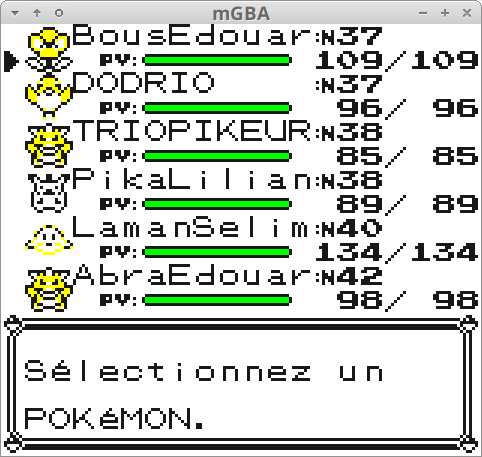 mGBA
BousEdouar:N37
PV: 109/109
DODRIO :N37
PV: 96/ 96
TRIOPIKEUR:N38
PV: 85/ 85
PikaLilian:N38
PV: 89/ 89
LamanSelim:N40
PV: 134/134
AbraEdouar:N42
PV: 98/ 98
Sélectionnez un
POKéMON.